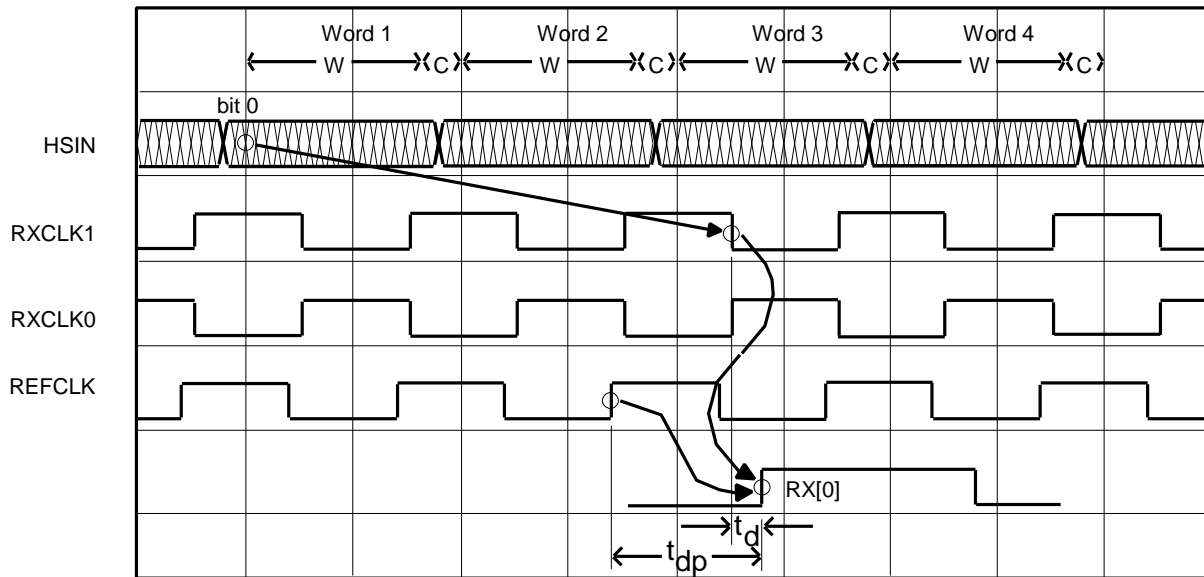 Word 1 Word 2 Word 3 Word 4
W C W C W C W C
bit 0
HSIN
RXCLK1
RXCLK0
REFCLK
RX[0]
td
tdp